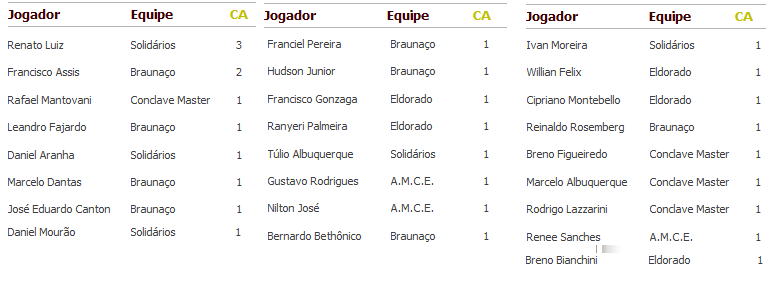 Jogador Equipe CA
Renato Luiz Solidários 3
Francisco Assis Braunaço 2
Rafael Mantovani Conclave Master 1
Leandro Fajardo Braunaço 1
Daniel Aranha Solidários 1
Marcelo Dantas Braunaço 1
José Eduardo Canton Braunaço 1
Daniel Mourão Solidários 1
Jogador Equipe CA
Franciel Pereira Braunaço 1
Hudson Junior Braunaço 1
Francisco Gonzaga Eldorado 1
Ranyeri Palmeira Eldorado 1
Túlio Albuquerque Solidários 1
Gustavo Rodrigues A.M.C.E. 1
Nilton José A.M.C.E. 1
Bernardo Bethônico Braunaço 1
Jogador Equipe CA
Ivan Moreira Solidários 1
Willian Felix Eldorado 1
Cipriano Montebello Eldorado 1
Reinaldo Rosemberg Braunaço 1
Breno Figueiredo Conclave Master 1
Marcelo Albuquerque Conclave Master 1
Rodrigo Lazzarini Conclave Master 1
Renee Sanches A.M.C.E. 1
Breno Bianchini Eldorado 1